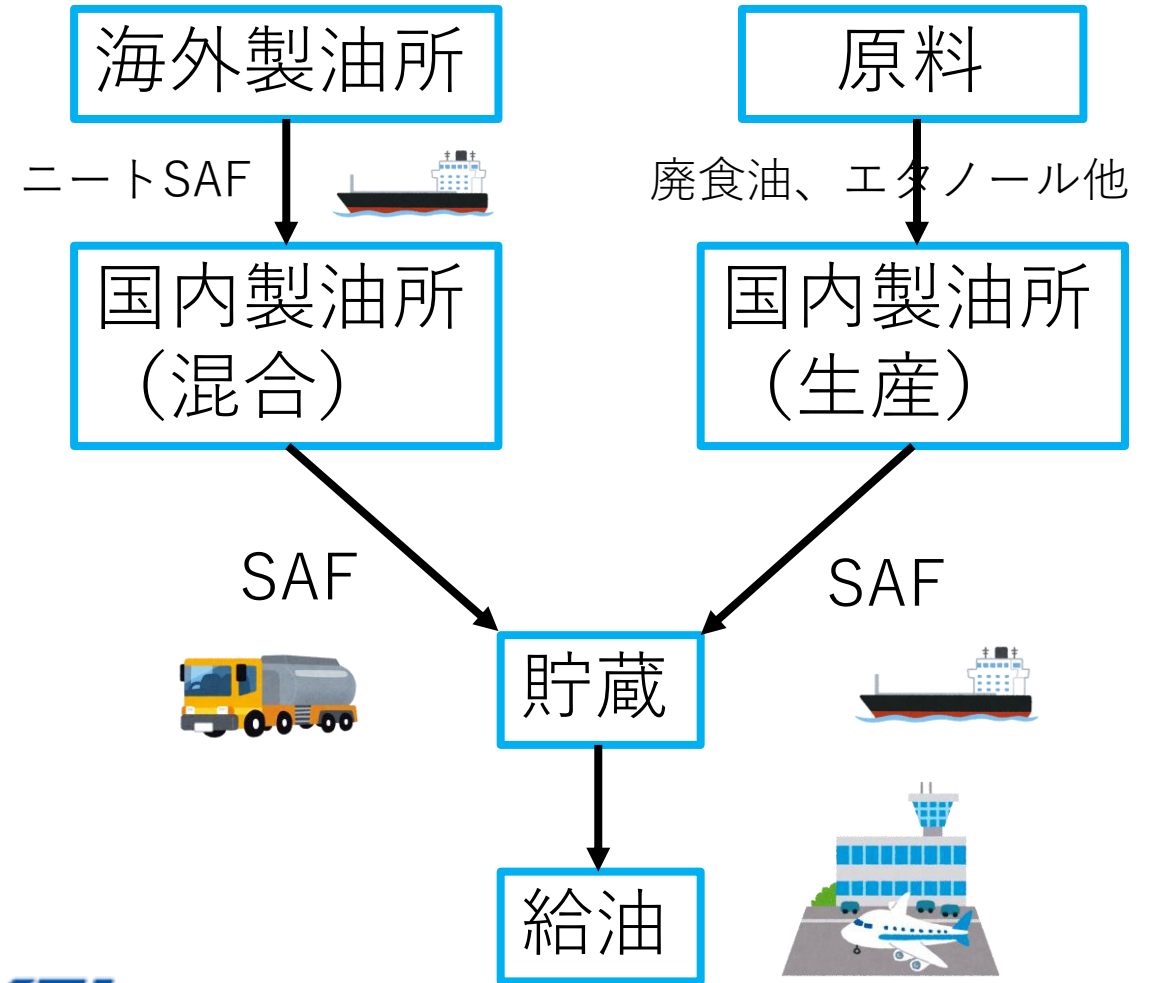 海外製油所
原料
ニートSAF
廃食油、エタノール他
国内製油所
（混合）
国内製油所
（生産）
SAF
SAF
貯蔵
給油